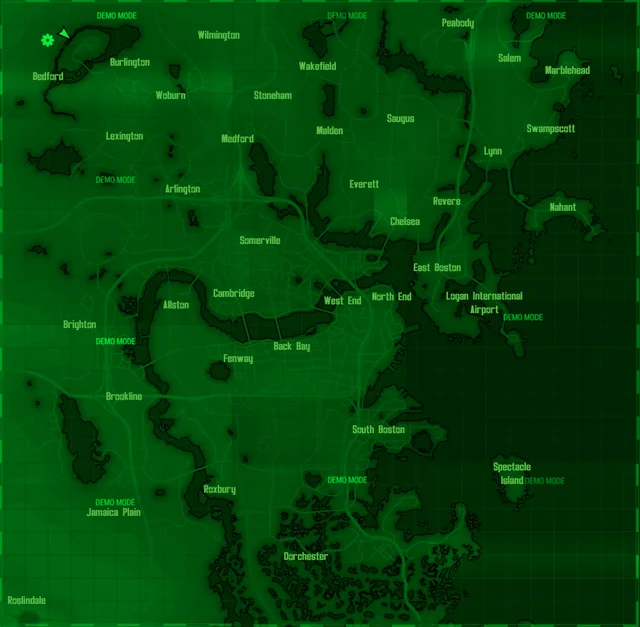 DEMO MODE
DEMO MODE
DEMO MODE
Peabody
Wilmington
Salem
Burlington
Wakefield
Marblehead
Bedford
Woburn
Stoneham
Saugus
Malden
Swampscott
Lexington
Medford
Lynn
DEMO MODE
Everett
Arlington
Revere
Nahant
Chelsea
Somerville
East Boston
Cambridge
West End
North End
Logan International
Airport
Allston
DEMO MODE
Brighton
DEMO MODE
Back Bay
Fenway
Brookline
South Boston
Spectacle
Island
DEMO MODE
DEMO MODE
Roxbury
DEMO MODE
Jamaica Plain
Dorchester
Roslindale